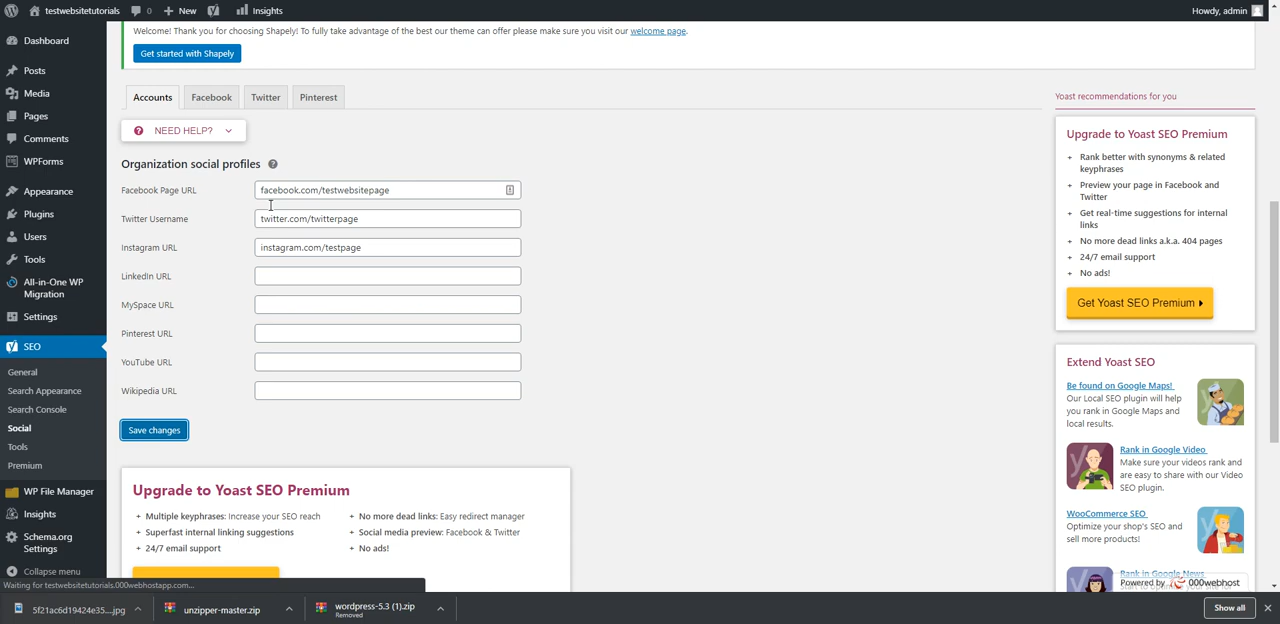 testwebsitetutorials 0 + New Insights Howdy, admin
Welcome! Thank you for choosing Shapely! To fully take advantage of the best our theme can offer please make sure you visit our welcome page.
Get started with Shapely
Dashboard
Posts
Media
Pages
Comments
WPForms
Appearance
Plugins
Users
Tools
All-in-One WP
Migration
Settings
SEO
General
Search Appearance
Search Console
Social
Tools
Premium
WP File Manager
Insights
Schema.org
Settings
Collapse menu
Accounts Facebook Twitter Pinterest
NEED HELP?
Organization social profiles
Facebook Page URL facebook.com/testwebsitepage
Twitter Username twitter.com/twitterpage
Instagram URL instagram.com/testpage
LinkedIn URL
MySpace URL
Pinterest URL
YouTube URL
Wikipedia URL
Save changes
Upgrade to Yoast SEO Premium
+ Multiple keyphrases: Increase your SEO reach
+ Superfast internal linking suggestions
+ 24/7 email support
+ No more dead links: Easy redirect manager
+ Social media preview: Facebook & Twitter
+ No ads!
Yoast recommendations for you
Upgrade to Yoast SEO Premium
+ Rank better with synonyms & related
keyphrases
+ Preview your page in Facebook and
Twitter
+ Get real-time suggestions for internal
links
+ No more dead links a.k.a. 404 pages
+ 24/7 email support
+ No ads!
Get Yoast SEO Premium
Extend Yoast SEO
Be found on Google Maps!
Our Local SEO plugin will help
you rank in Google Maps and
local results.
Rank in Google Video
Make sure your videos rank and
are easy to share with our Video
SEO plugin.
WooCommerce SEO
Optimize your shop's SEO and
sell more products!
Rank in Google News
Powered by 000webhost
Waiting for testwebsitetutorials.000webhostapp.com...
5f21ac6d19424e35....jpg
unzipper-master.zip
wordpress-5.3 (1).zip
Removed
Show all